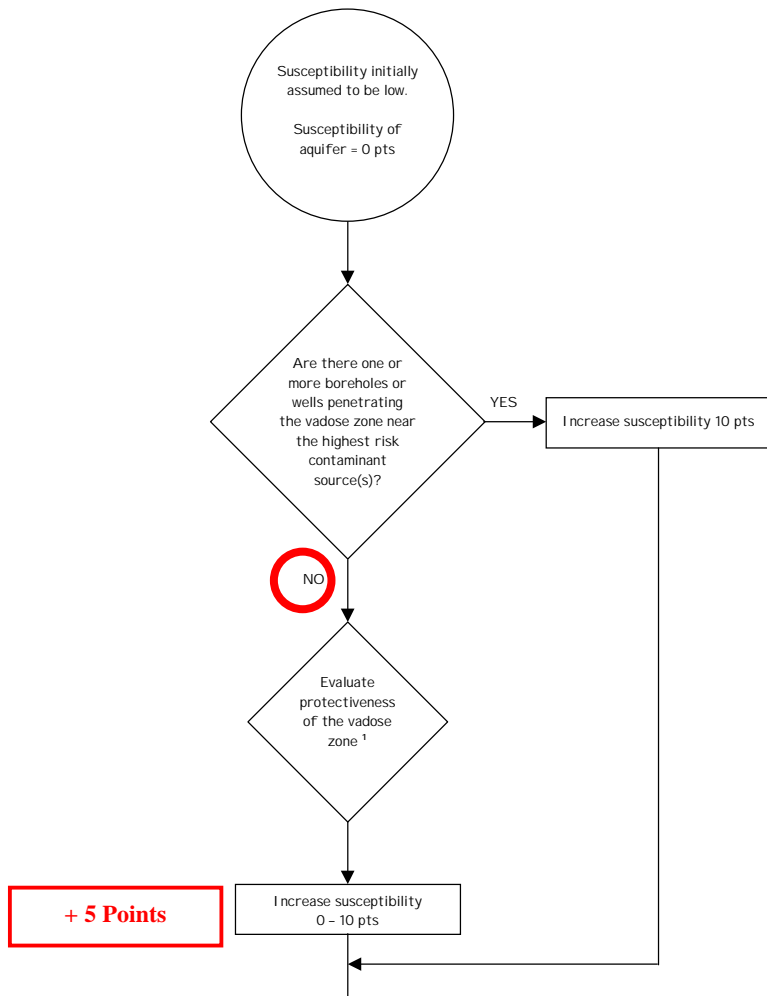 Susceptibility initially
assumed to be low.
Susceptibility of
aquifer = 0 pts
Are there one or
more boreholes or
wells penetrating
the vadose zone near
the highest risk
contaminant
source(s)?
YES
Increase susceptibility 10 pts
NO
Evaluate
protectiveness
of the vadose
zone ¹
+ 5 Points
Increase susceptibility
0 – 10 pts